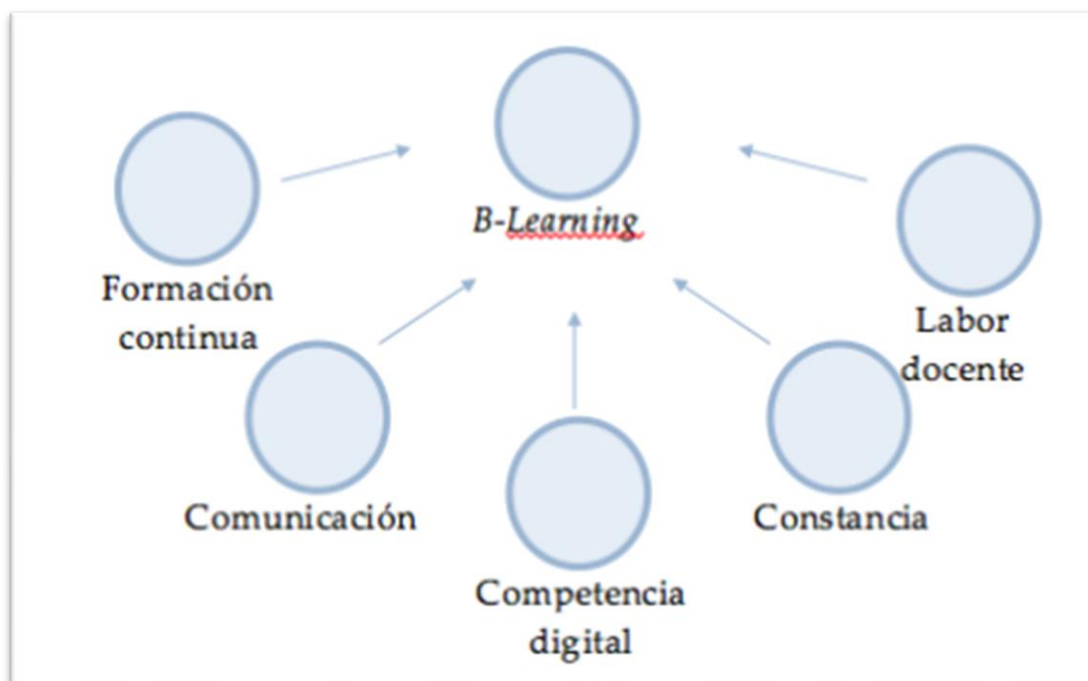 B-Learning
Formación
continua
Labor
docente
Comunicación
Constancia
Competencia
digital